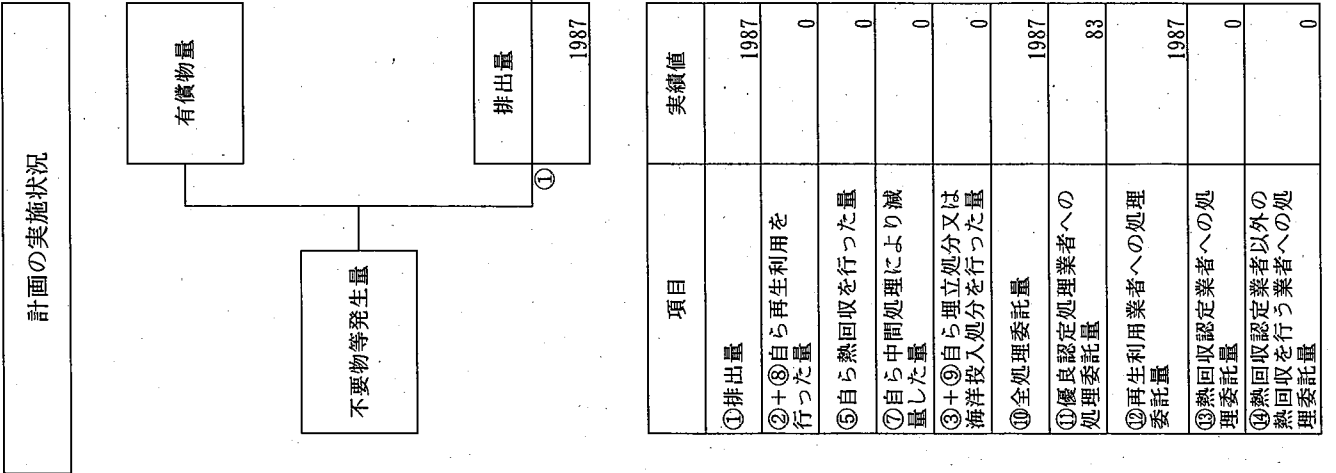 計画の実施状況
有償物量
不要物等発生量
排出量
①
1987
項目
実績値
①排出量
1987
②+⑧自ら再生利用を
行った量
0
⑤自ら熱回収を行った量
0
⑦自ら中間処理により減
量した量
0
③+⑨自ら埋立処分又は
海洋投入処分を行った量
0
⑩全処理委託量
1987
⑪優良認定処理業者への
処理委託量
83
⑫再生利用業者への処理
委託量
1987
⑬熱回収認定業者への処
理委託量
0
⑭熱回収認定業者以外の
熱回収を行う業者への処
理委託量
0